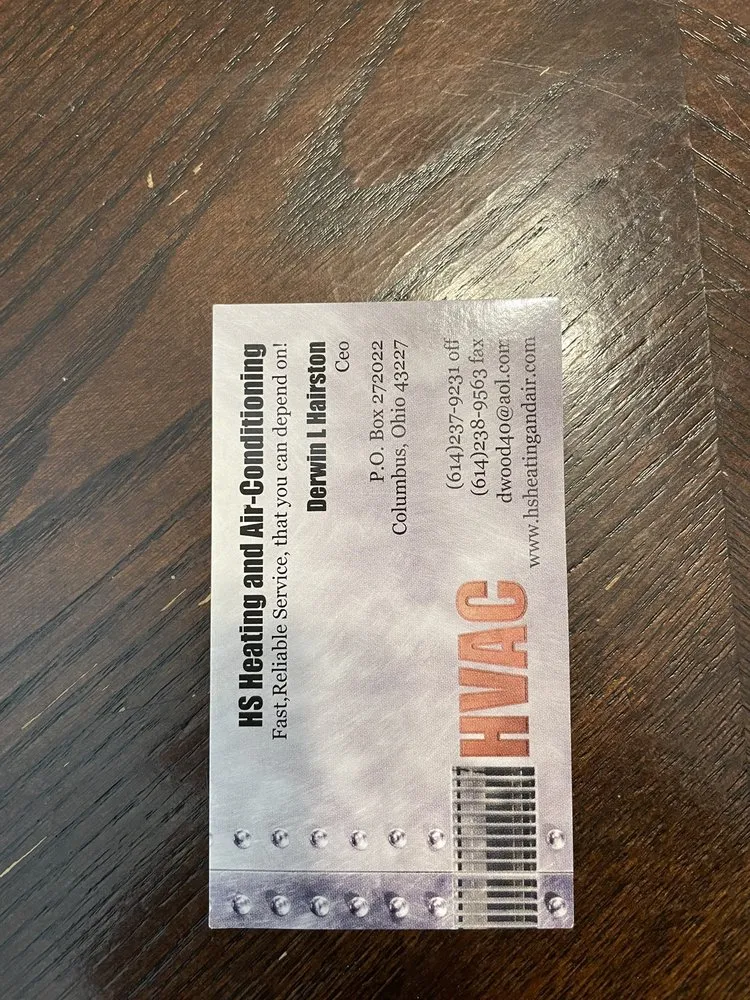 HS Heating and Air-Conditioning
Fast,Reliable Service, that you can depend on!
Derwin L Hairston
Ceo
P.O. Box 272022
Columbus, Ohio 43227
(614)237-9231 off
(614)238-9563 fax
dwood40@aol.com
www.hsheatingandair.com
HVAC